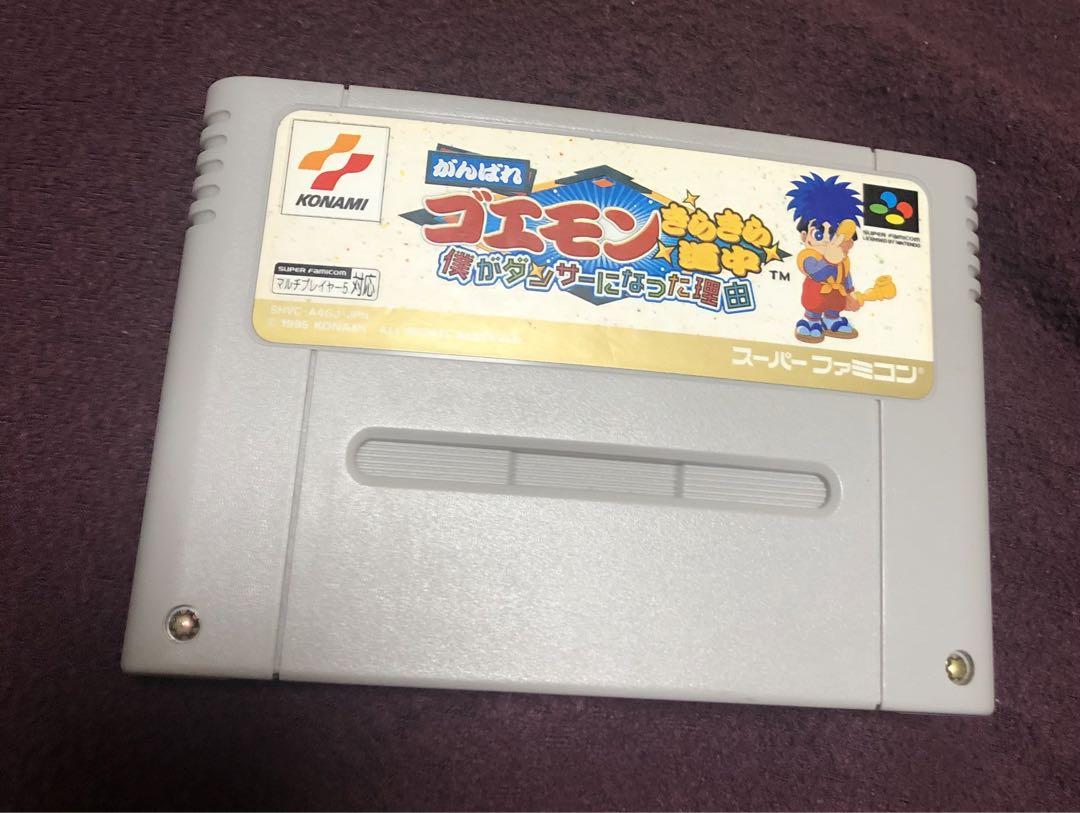 KONAMI
がんばれ
ゴエモン
きらきら
道中
TM
僕がダンサーになった理由
SUPER FAMICOM
LICENSED BY NINTENDO
SUPER FAMICOM
マルチプレイヤー5 対応
SHVC-A4GJ-JPN
© 1995 KONAMI ALL RIGHTS RESERVED
スーパーファミコン®